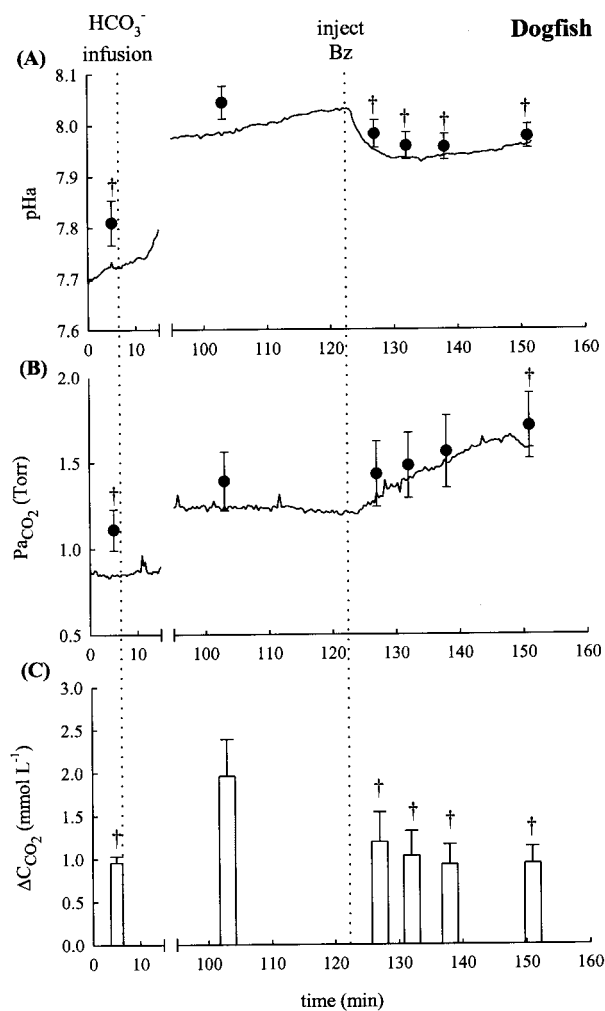 HCO₃⁻
infusion
inject
Bz
Dogfish
(A)
8.1
8.0
7.9
7.8
7.7
7.6
pHa
†
†
†
†
†
0 10 100 110 120 130 140 150 160
(B)
2.0
1.5
1.0
0.5
PaCO₂ (Torr)
†
†
0 10 100 110 120 130 140 150 160
(C)
3.0
2.5
2.0
1.5
1.0
0.5
0.0
ΔCCO₂ (mmol L⁻¹)
†
†
†
†
†
0 10 100 110 120 130 140 150 160
time (min)